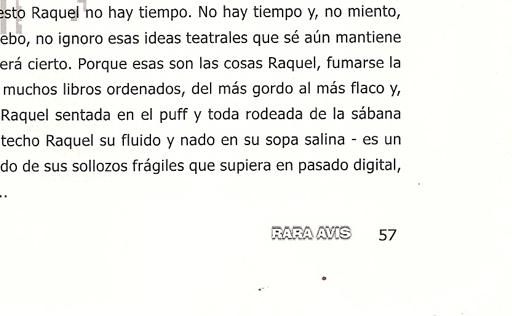 esto Raquel no hay tiempo. No hay tiempo y, no miento,
ebo, no ignoro esas ideas teatrales que sé aún mantiene
erá cierto. Porque esas son las cosas Raquel, fumarse la
muchos libros ordenados, del más gordo al más flaco y,
Raquel sentada en el puff y toda rodeada de la sábana
techo Raquel su fluido y nado en su sopa salina - es un
do de sus sollozos frágiles que supiera en pasado digital,
..
RARA AVIS 57